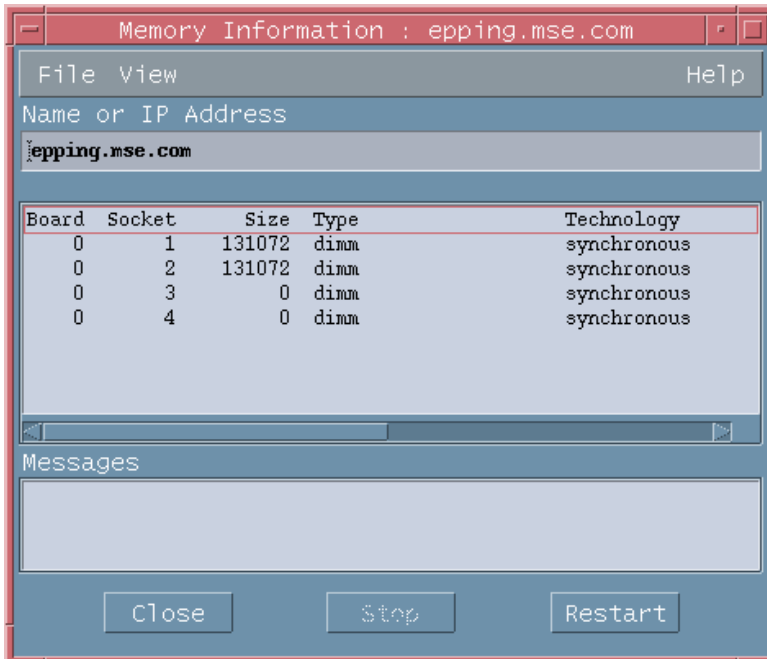 Memory Information : epping.mse.com
File View Help
Name or IP Address
epping.mse.com
Board Socket Size Type Technology
0 1 131072 dimm synchronous
0 2 131072 dimm synchronous
0 3 0 dimm synchronous
0 4 0 dimm synchronous
Messages
Close Stop Restart